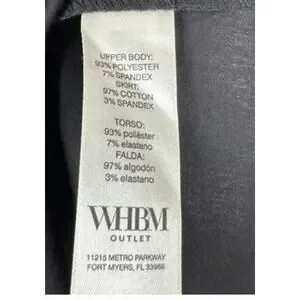 UPPER BODY:
93% POLYESTER
7% SPANDEX
SKIRT:
97% COTTON
3% SPANDEX
TORSO:
93% poliéster
7% elastano
FALDA:
97% algodón
3% elastano
WHBM
OUTLET
11215 METRO PARKWAY
FORT MYERS, FL 33966